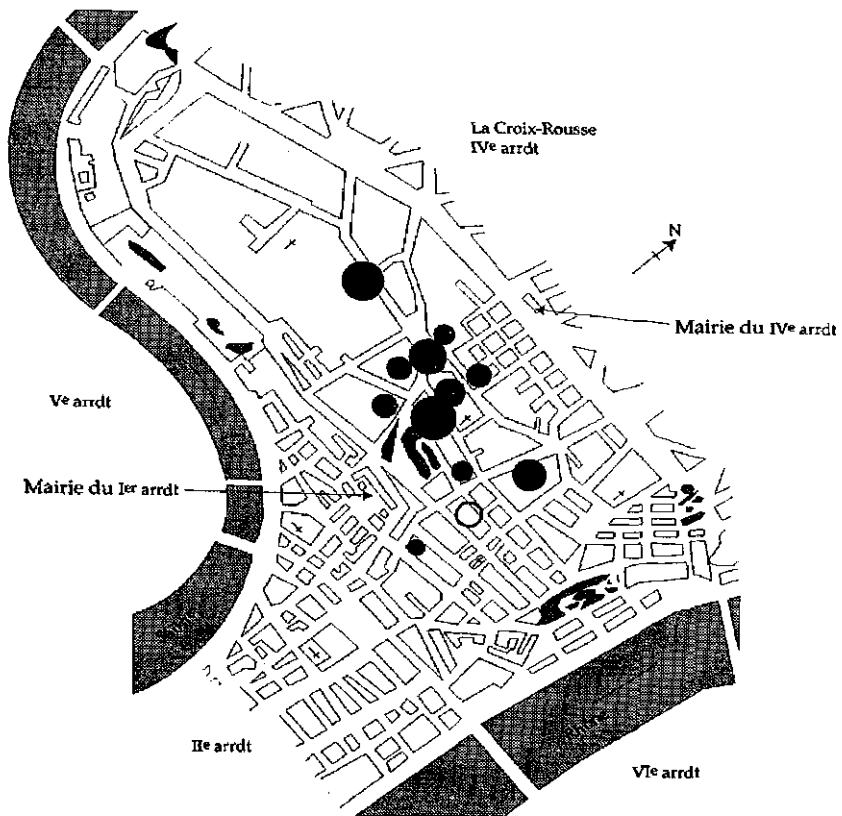 La Croix-Rousse
IVe arrdt
N
Mairie du IVe arrdt
Ve arrdt
Mairie du Ier arrdt
IIe arrdt
VIe arrdt